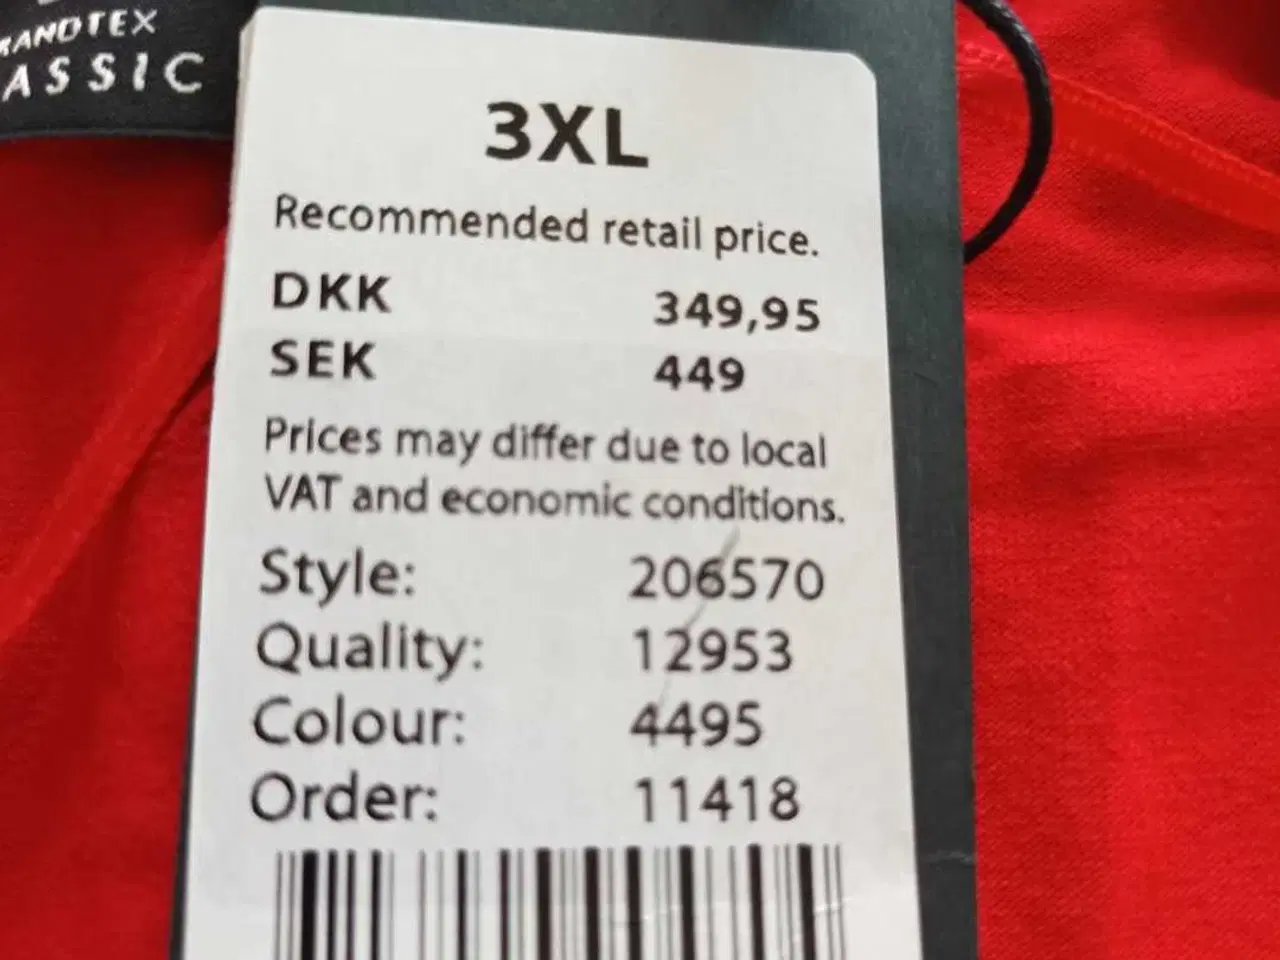 ASSIC
3XL
Recommended retail price.
DKK 349,95
SEK 449
Prices may differ due to local
VAT and economic conditions.
Style: 206570
Quality: 12953
Colour: 4495
Order: 11418